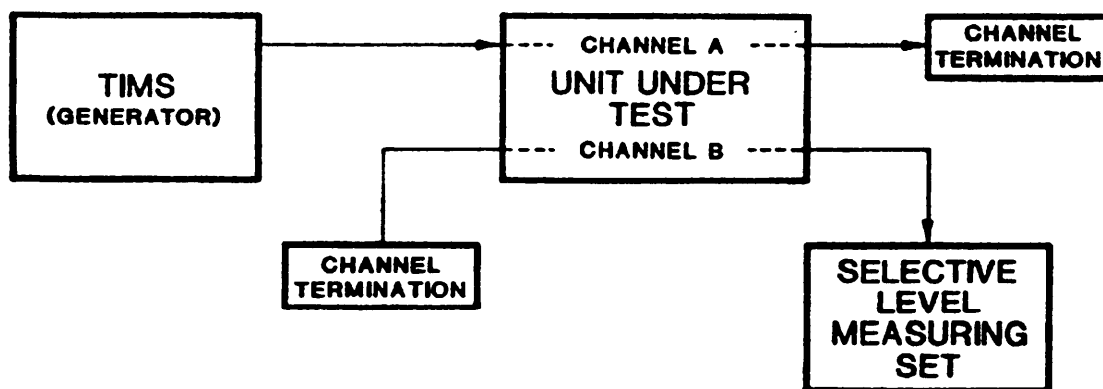 TIMS
(GENERATOR)
CHANNEL A
UNIT UNDER
TEST
CHANNEL B
CHANNEL
TERMINATION
CHANNEL
TERMINATION
SELECTIVE
LEVEL
MEASURING
SET